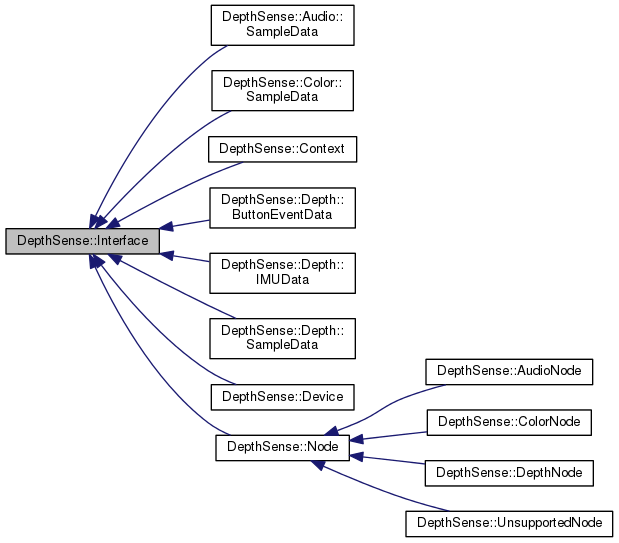 DepthSense::Audio::
SampleData
DepthSense::Color::
SampleData
DepthSense::Context
DepthSense::Depth::
ButtonEventData
DepthSense::Interface
DepthSense::Depth::
IMUData
DepthSense::Depth::
SampleData
DepthSense::Device
DepthSense::Node
DepthSense::AudioNode
DepthSense::ColorNode
DepthSense::DepthNode
DepthSense::UnsupportedNode